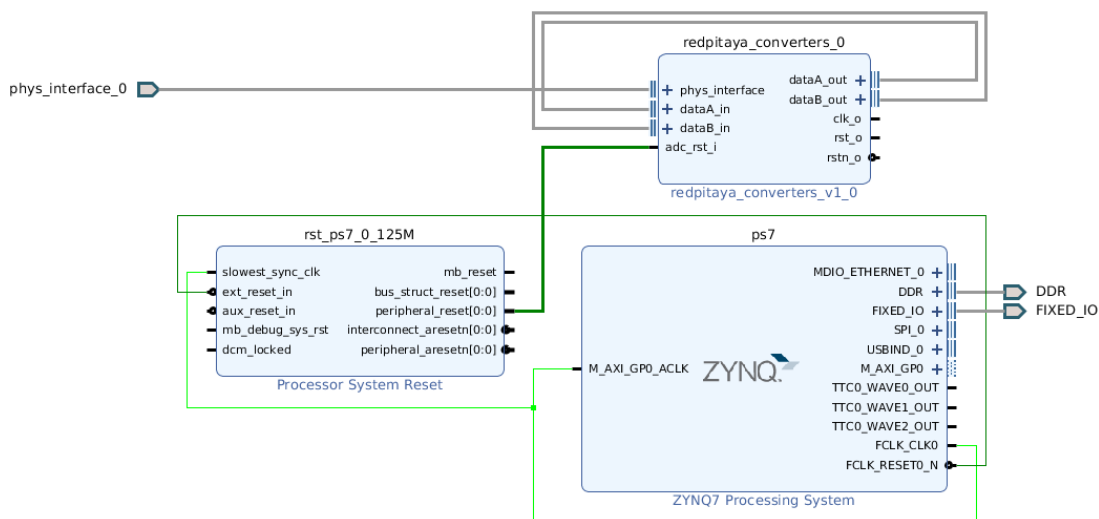 redpitaya_converters_0
phys_interface_0
phys_interface
dataA_in
dataB_in
adc_rst_i
dataA_out
dataB_out
clk_o
rst_o
rstn_o
redpitaya_converters_v1_0
rst_ps7_0_125M
slowest_sync_clk
ext_reset_in
aux_reset_in
mb_debug_sys_rst
dcm_locked
mb_reset
bus_struct_reset[0:0]
peripheral_reset[0:0]
interconnect_aresetn[0:0]
peripheral_aresetn[0:0]
Processor System Reset
ps7
M_AXI_GP0_ACLK
ZYNQ.
MDIO_ETHERNET_0
DDR
FIXED_IO
SPI_0
USBIND_0
M_AXI_GP0
TTC0_WAVE0_OUT
TTC0_WAVE1_OUT
TTC0_WAVE2_OUT
FCLK_CLK0
FCLK_RESET0_N
ZYNQ7 Processing System
DDR
FIXED_IO